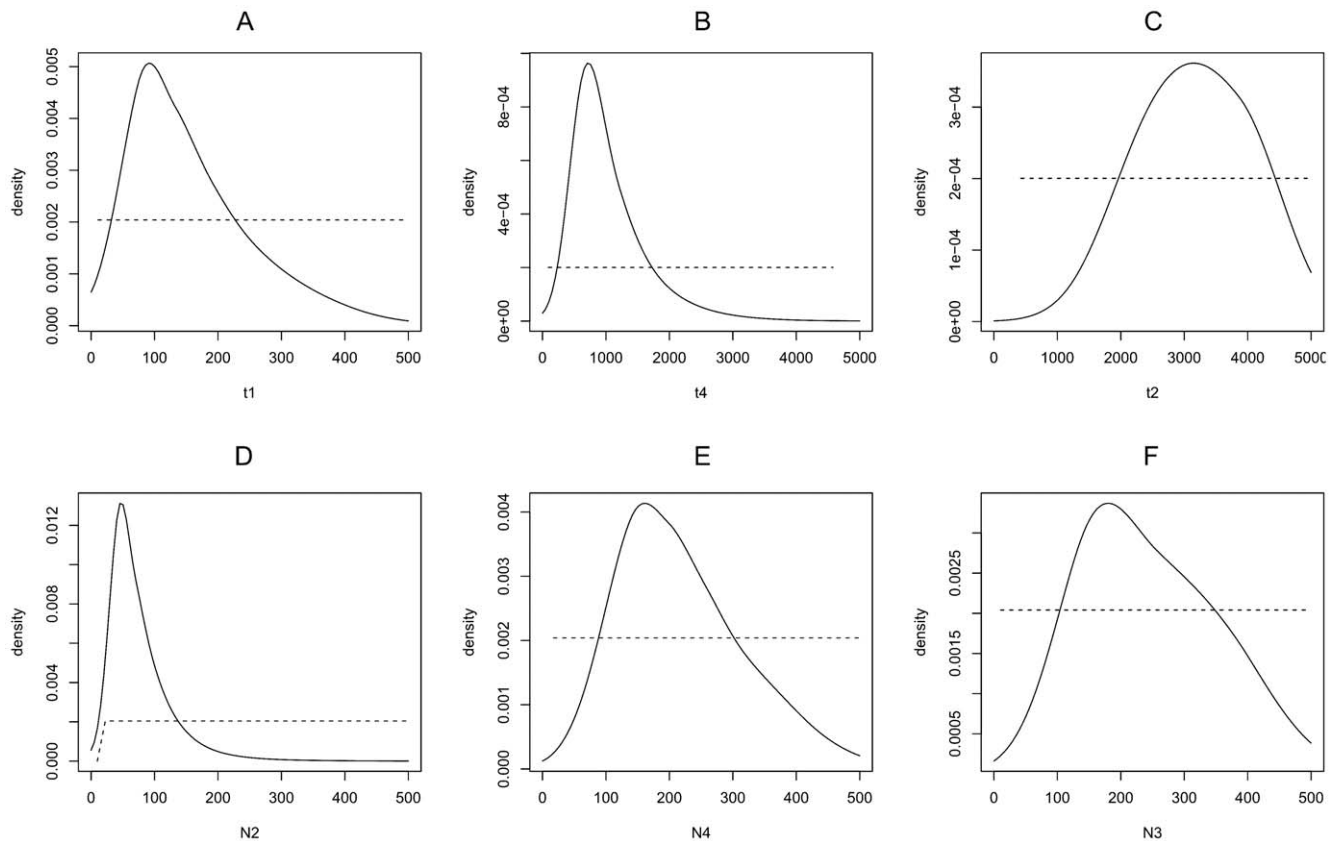 A B C
density
0.000 0.001 0.002 0.003 0.004 0.005
0 100 200 300 400 500
t1
density
0e+00 4e−04 8e−04
0 1000 2000 3000 4000 5000
t4
density
0e+00 1e−04 2e−04 3e−04
0 1000 2000 3000 4000 5000
t2
D E F
density
0.000 0.004 0.008 0.012
0 100 200 300 400 500
N2
density
0.000 0.001 0.002 0.003 0.004
0 100 200 300 400 500
N4
density
0.0005 0.0015 0.0025
0 100 200 300 400 500
N3